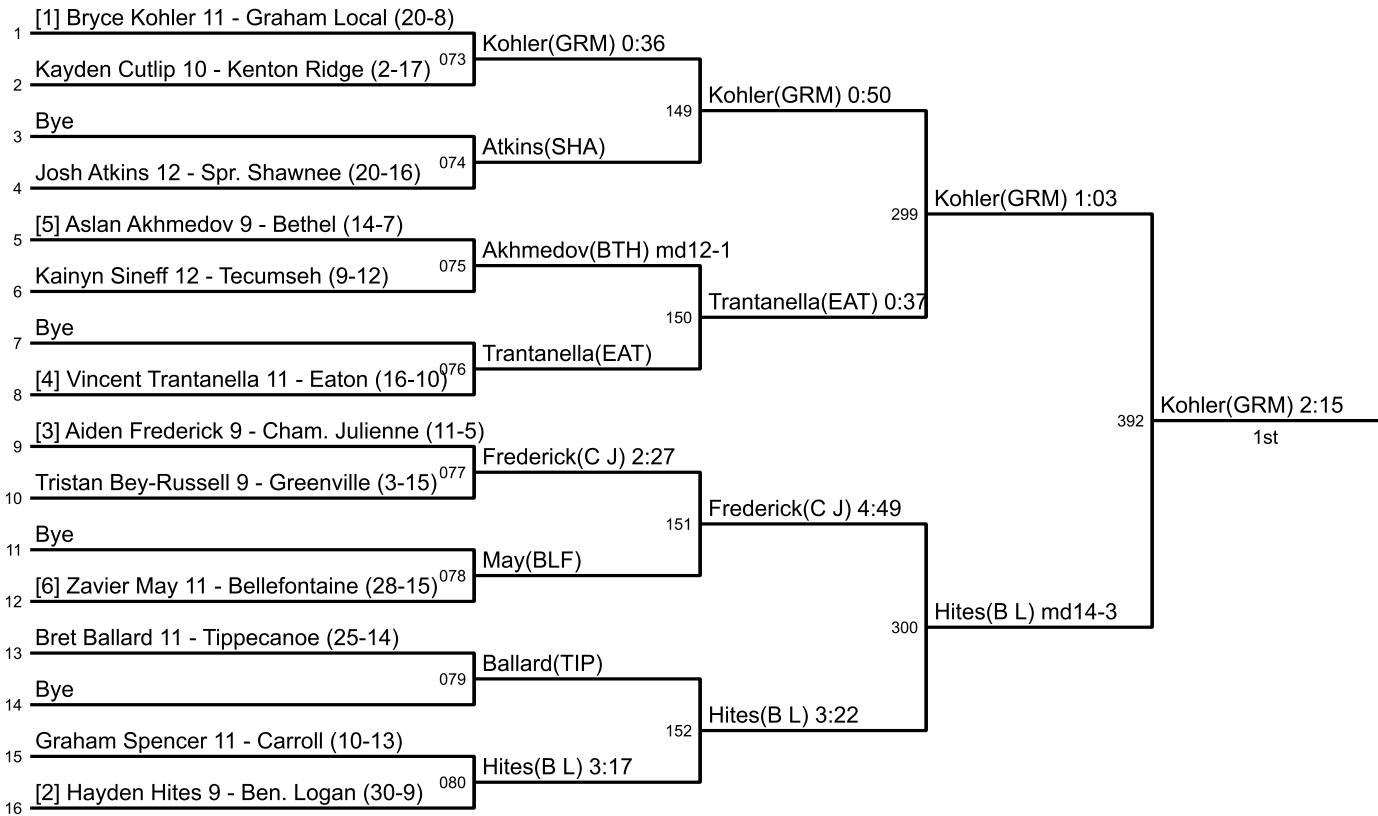 [1] Bryce Kohler 11 - Graham Local (20-8)
1
Kohler(GRM) 0:36
073
Kayden Cutlip 10 - Kenton Ridge (2-17)
2
Kohler(GRM) 0:50
149
Bye
3
Atkins(SHA)
074
Josh Atkins 12 - Spr. Shawnee (20-16)
4
Kohler(GRM) 1:03
299
[5] Aslan Akhmedov 9 - Bethel (14-7)
5
Akhmedov(BTH) md12-1
075
Kainyn Sineff 12 - Tecumseh (9-12)
6
Trantanella(EAT) 0:37
150
Bye
7
Trantanella(EAT)
076
[4] Vincent Trantanella 11 - Eaton (16-10)
8
Kohler(GRM) 2:15
392
1st
[3] Aiden Frederick 9 - Cham. Julienne (11-5)
9
Frederick(C J) 2:27
077
Tristan Bey-Russell 9 - Greenville (3-15)
10
Frederick(C J) 4:49
151
Bye
11
May(BLF)
078
[6] Zavier May 11 - Bellefontaine (28-15)
12
Hites(B L) md14-3
300
Bret Ballard 11 - Tippecanoe (25-14)
13
Ballard(TIP)
079
Bye
14
Hites(B L) 3:22
152
Graham Spencer 11 - Carroll (10-13)
15
Hites(B L) 3:17
080
[2] Hayden Hites 9 - Ben. Logan (30-9)
16